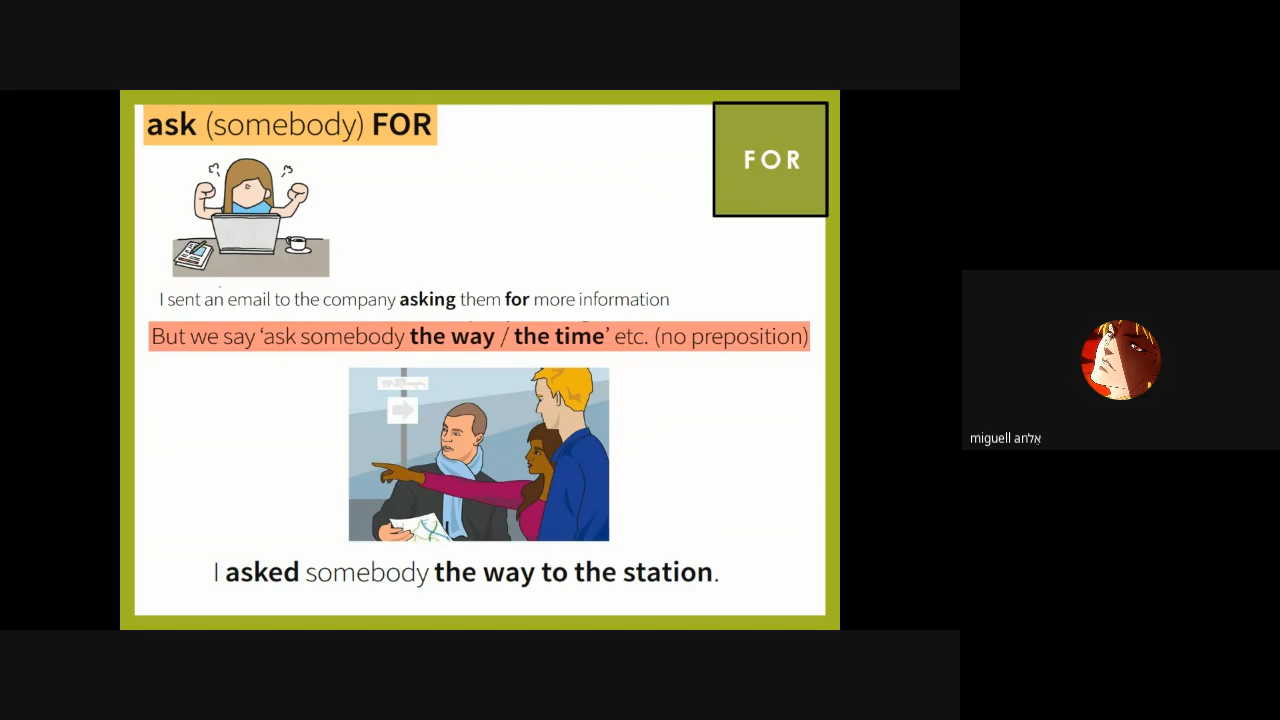 ask (somebody) FOR
FOR
I sent an email to the company asking them for more information
But we say ‘ask somebody the way / the time’ etc. (no preposition)
I asked somebody the way to the station.
miguell anאל